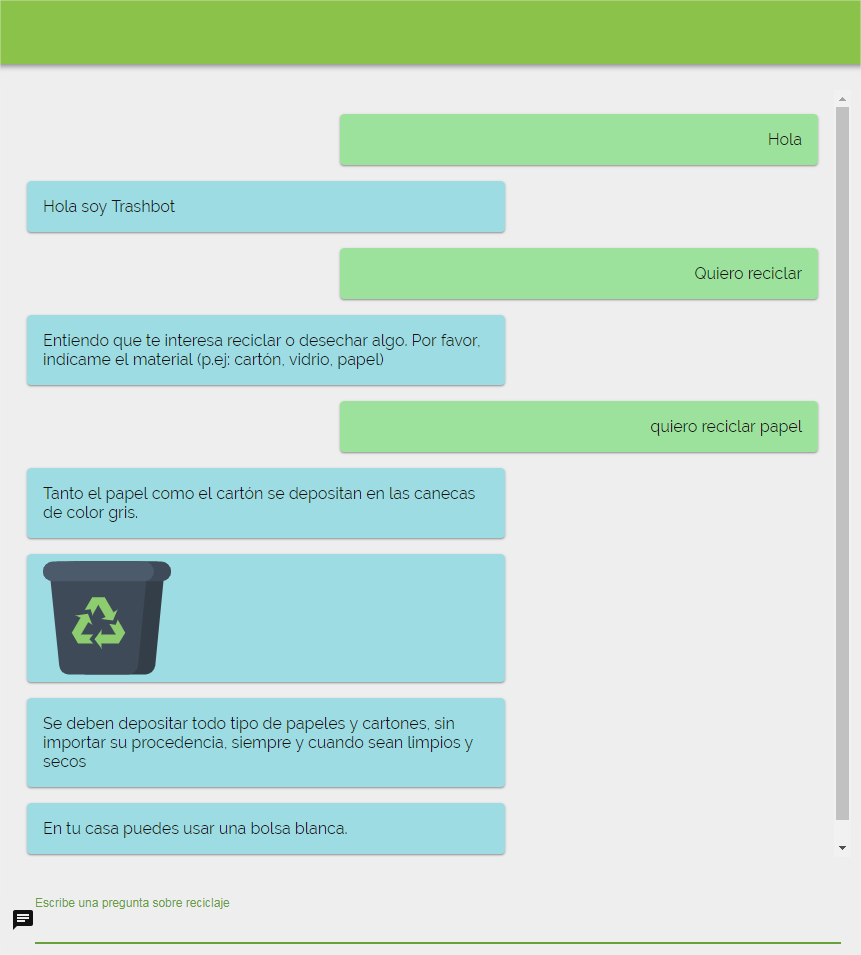 Hola
Hola soy Trashbot
Quiero reciclar
Entiendo que te interesa reciclar o desechar algo. Por favor,
indícame el material (p.ej: cartón, vidrio, papel)
quiero reciclar papel
Tanto el papel como el cartón se depositan en las canecas
de color gris.
Se deben depositar todo tipo de papeles y cartones, sin
importar su procedencia, siempre y cuando sean limpios y
secos
En tu casa puedes usar una bolsa blanca.
Escribe una pregunta sobre reciclaje